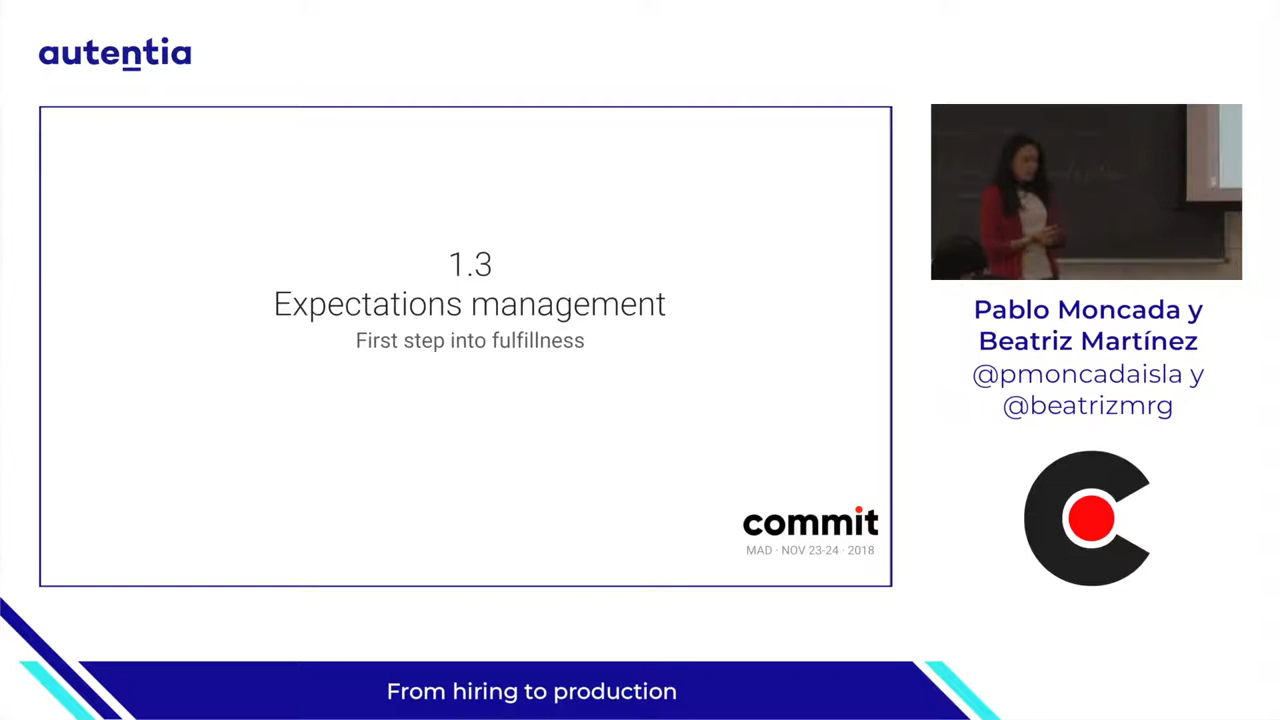 autentia
1.3
Expectations management
First step into fulfillness
commit
MAD · NOV 23-24 · 2018
Pablo Moncada y
Beatriz Martínez
@pmoncadaisla y
@beatrizmrg
From hiring to production